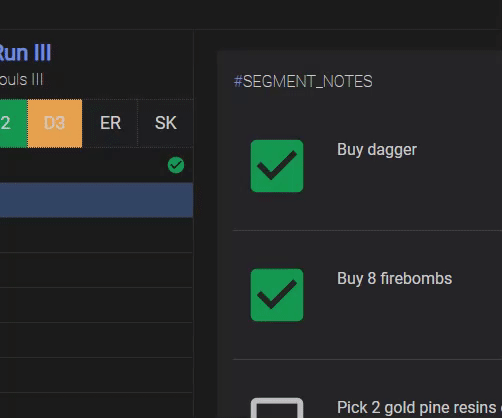 Run III
ouls III
2 D3 ER SK
#SEGMENT_NOTES
Buy dagger
Buy 8 firebombs
Pick 2 gold pine resins